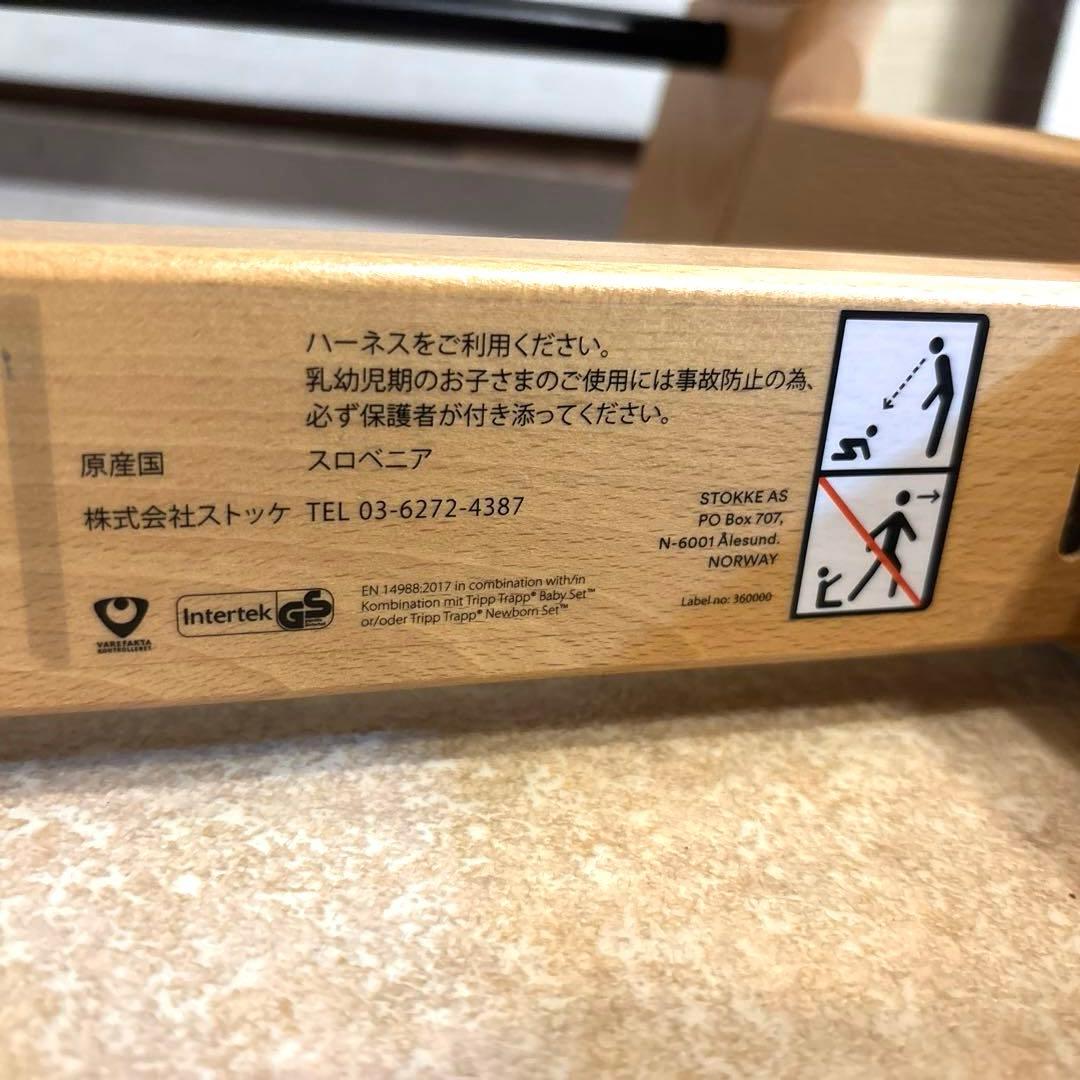 ハーネスをご利用ください。
乳幼児期のお子さまのご使用には事故防止の為、
必ず保護者が付き添ってください。
原産国 スロベニア
株式会社ストッケ TEL 03-6272-4387
STOKKE AS
PO Box 707,
N-6001 Ålesund.
NORWAY
Label no: 360000
VAREFAKTA
KONTROLLERET
Intertek GS
EN 14988:2017 in combination with/in
Kombination mit Tripp Trapp® Baby Set™
or/oder Tripp Trapp® Newborn Set™